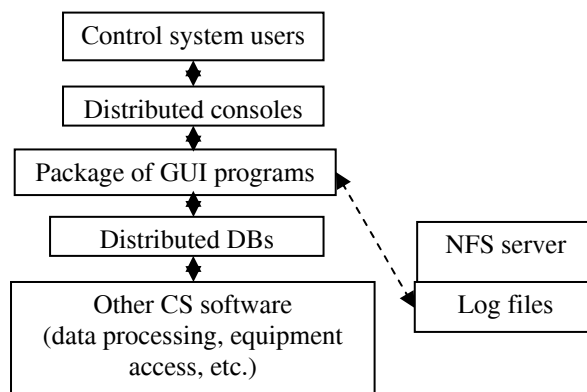 Control system users
Distributed consoles
Package of GUI programs
Distributed DBs
NFS server
Other CS software
(data processing, equipment
access, etc.)
Log files